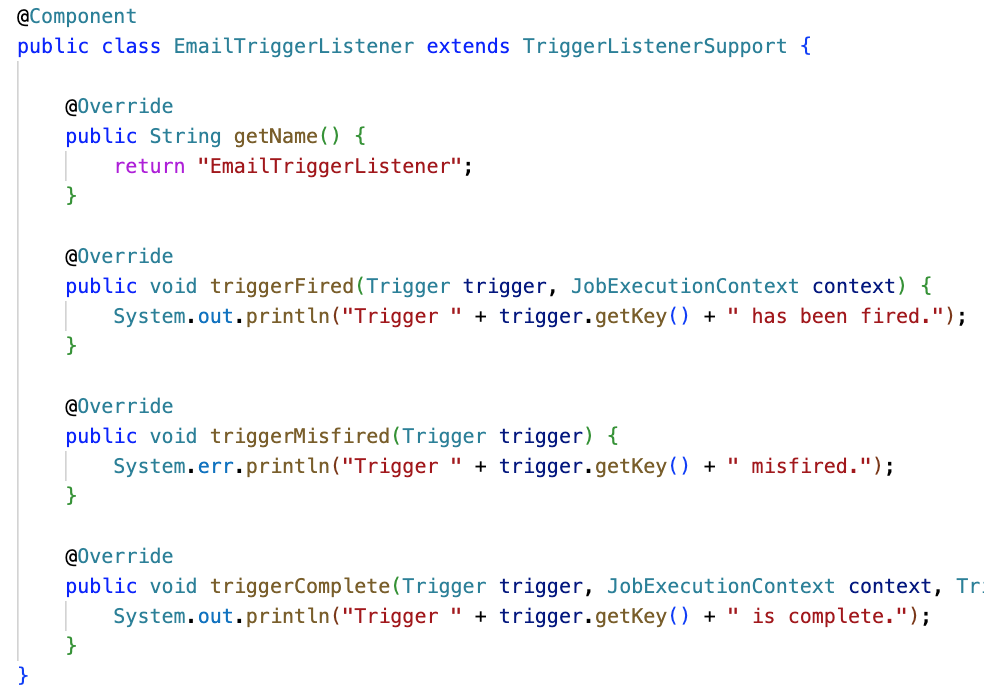 @Component
public class EmailTriggerListener extends TriggerListenerSupport {
@Override
public String getName() {
return "EmailTriggerListener";
}
@Override
public void triggerFired(Trigger trigger, JobExecutionContext context) {
System.out.println("Trigger " + trigger.getKey() + " has been fired.");
}
@Override
public void triggerMisfired(Trigger trigger) {
System.err.println("Trigger " + trigger.getKey() + " misfired.");
}
@Override
public void triggerComplete(Trigger trigger, JobExecutionContext context,
System.out.println("Trigger " + trigger.getKey() + " is complete.");
}
}